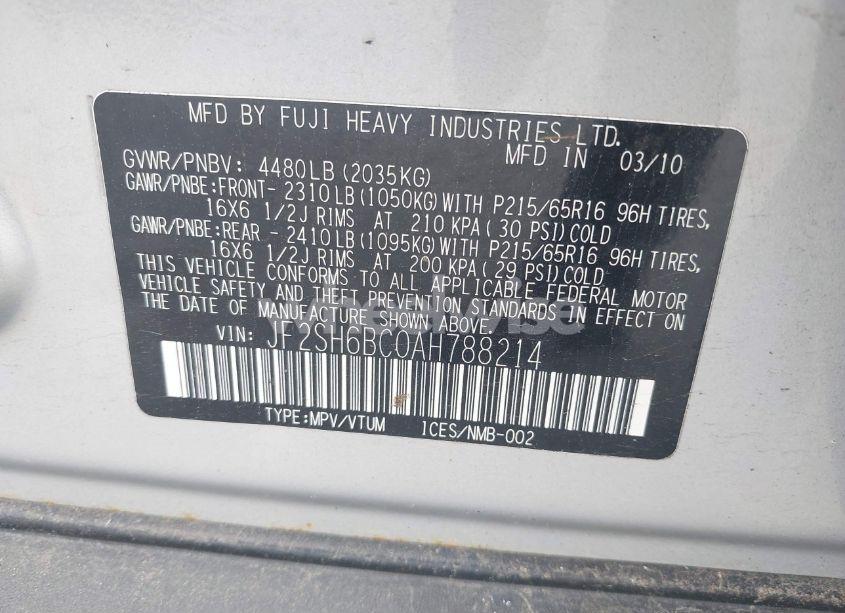 MFD BY FUJI HEAVY INDUSTRIES LTD.
MFD IN 03/10
GVWR/PNBV: 4480LB (2035KG)
GAWR/PNBE:FRONT- 2310LB (1050KG) WITH P215/65R16 96H TIRES,
16X6 1/2J RIMS AT 210 KPA ( 30 PSI) COLD
GAWR/PNBE:REAR - 2410LB (1095KG) WITH P215/65R16 96H TIRES,
16X6 1/2J RIMS AT 200 KPA ( 29 PSI) COLD
THIS VEHICLE CONFORMS TO ALL APPLICABLE FEDERAL MOTOR
VEHICLE SAFETY AND THEFT PREVENTION STANDARDS IN EFFECT ON
THE DATE OF MANUFACTURE SHOWN ABOVE.
VIN: JF2SH6BC0AH788214
TYPE:MPV/VTUM ICES/NMB-002